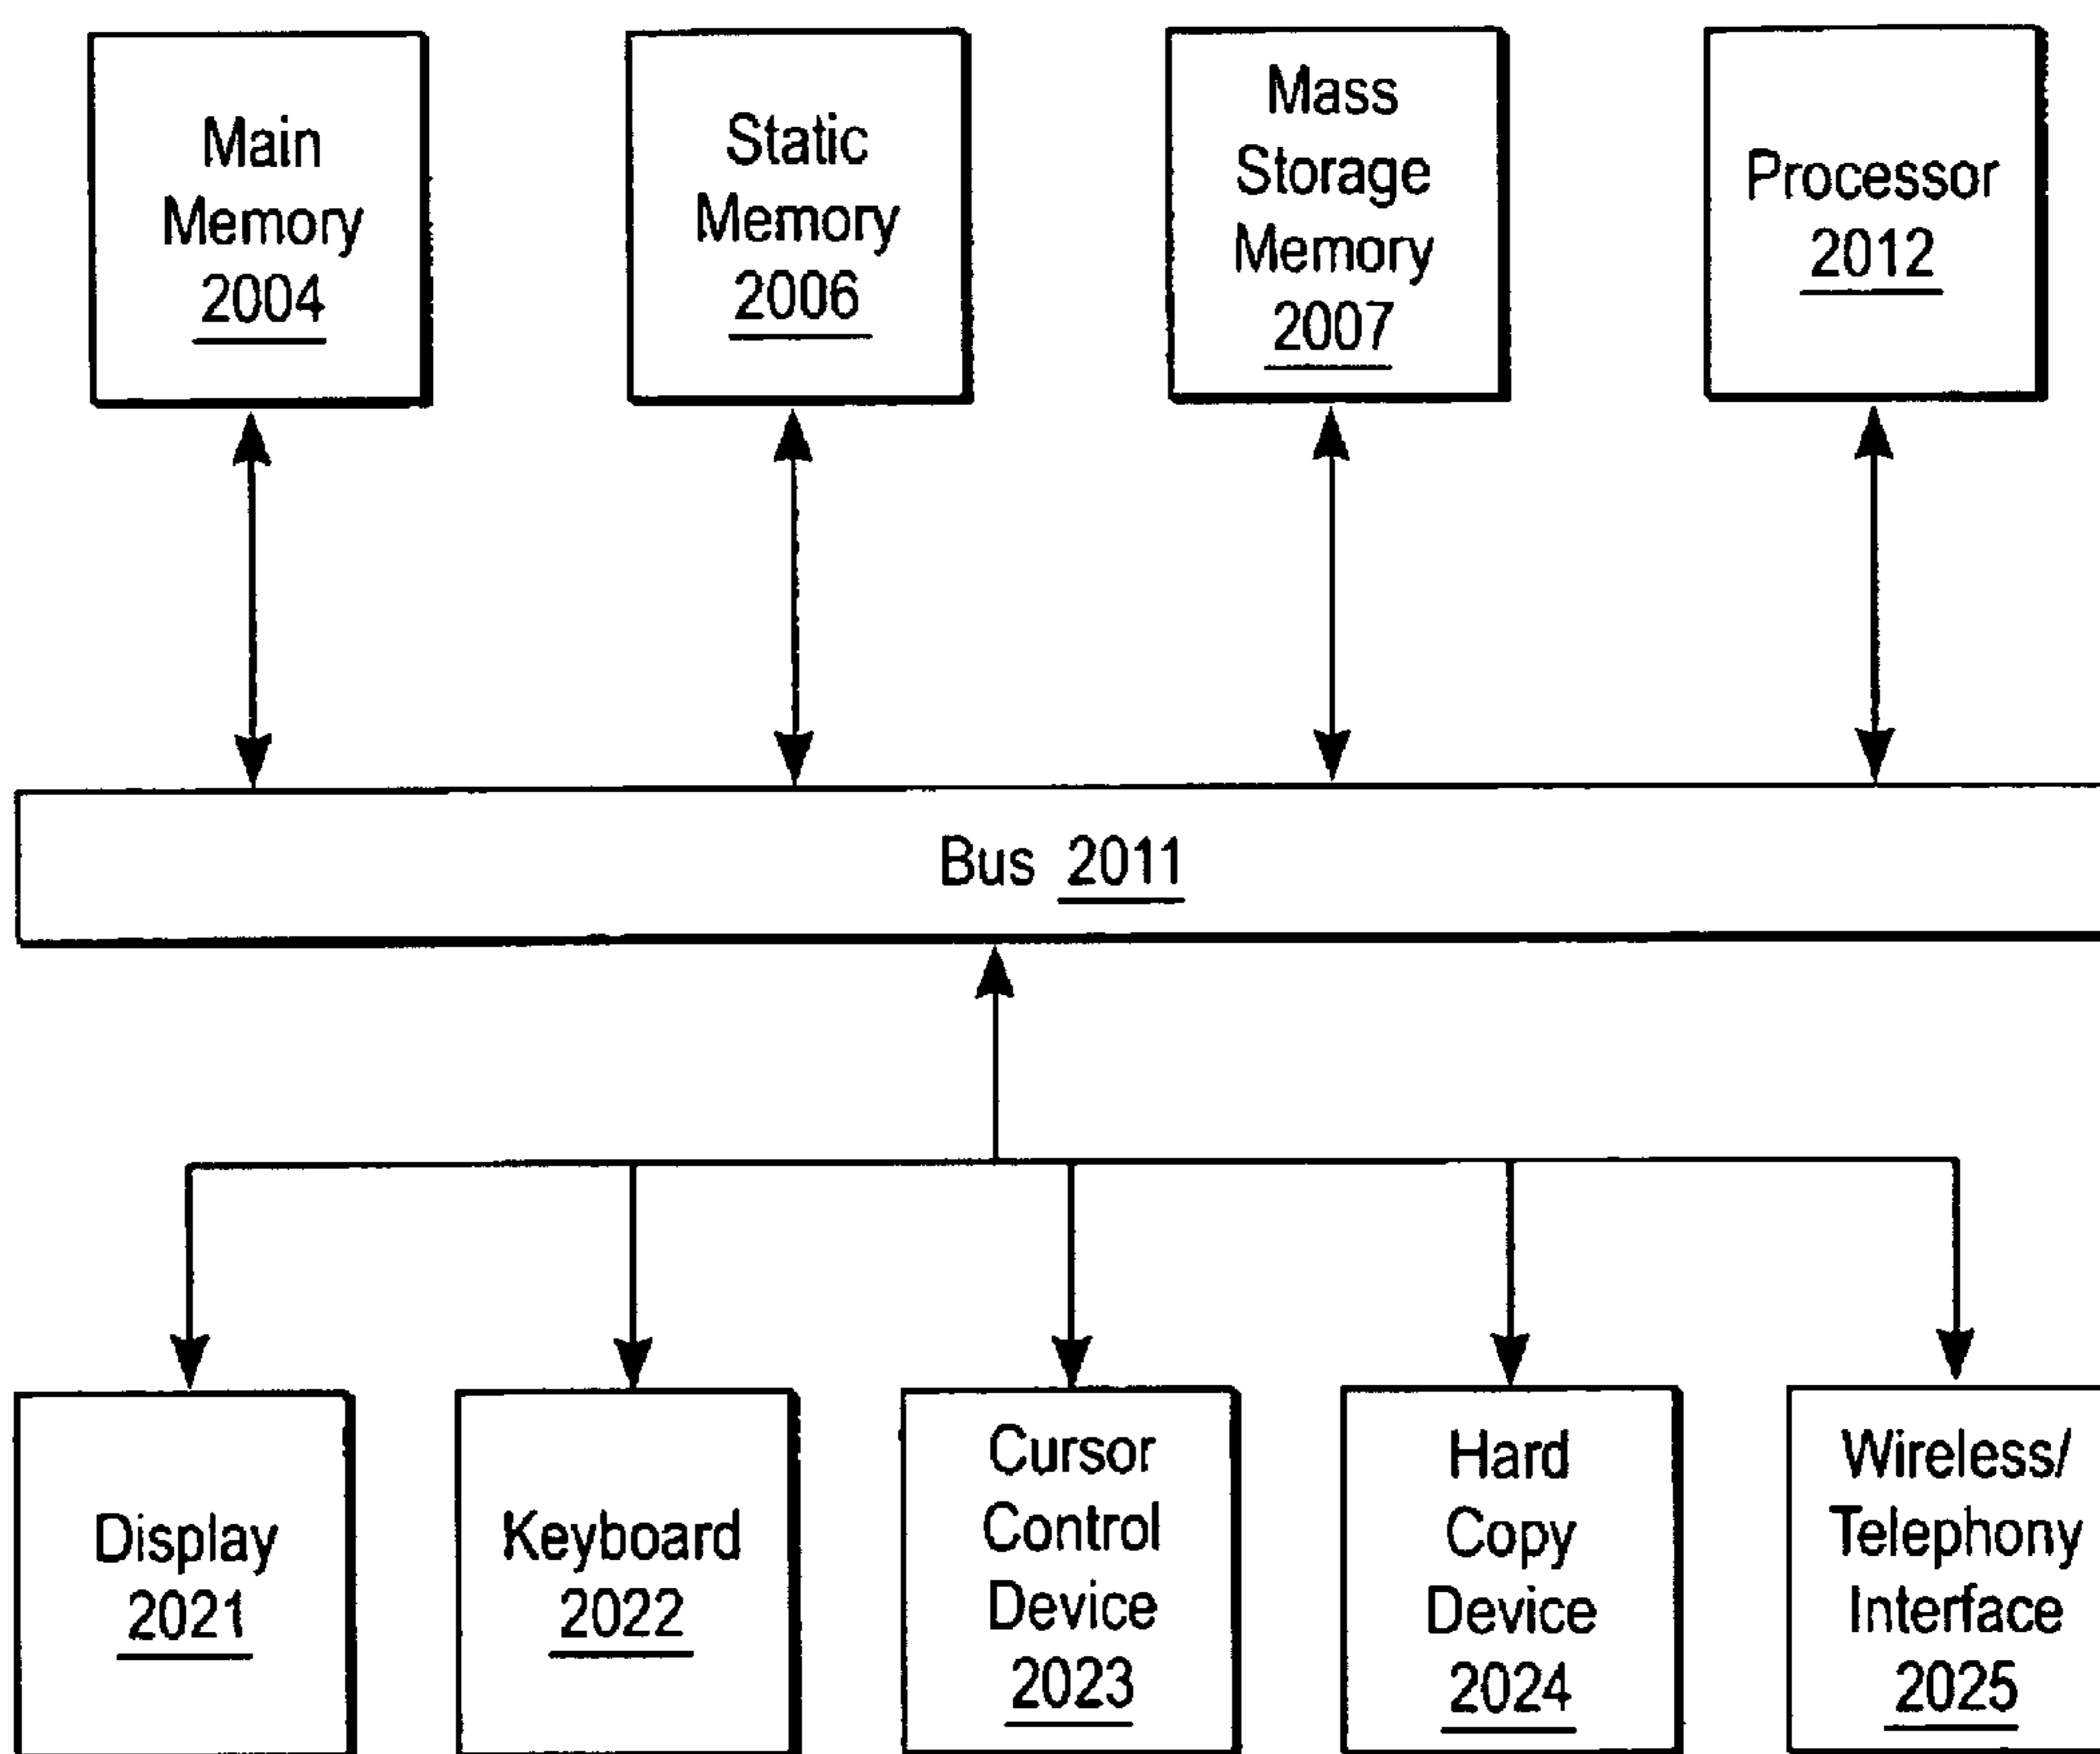 Main
Memory
2004
Static
Memory
2006
Mass
Storage
Memory
2007
Processor
2012
Bus 2011
Display
2021
Keyboard
2022
Cursor
Control
Device
2023
Hard
Copy
Device
2024
Wireless/
Telephony
Interface
2025